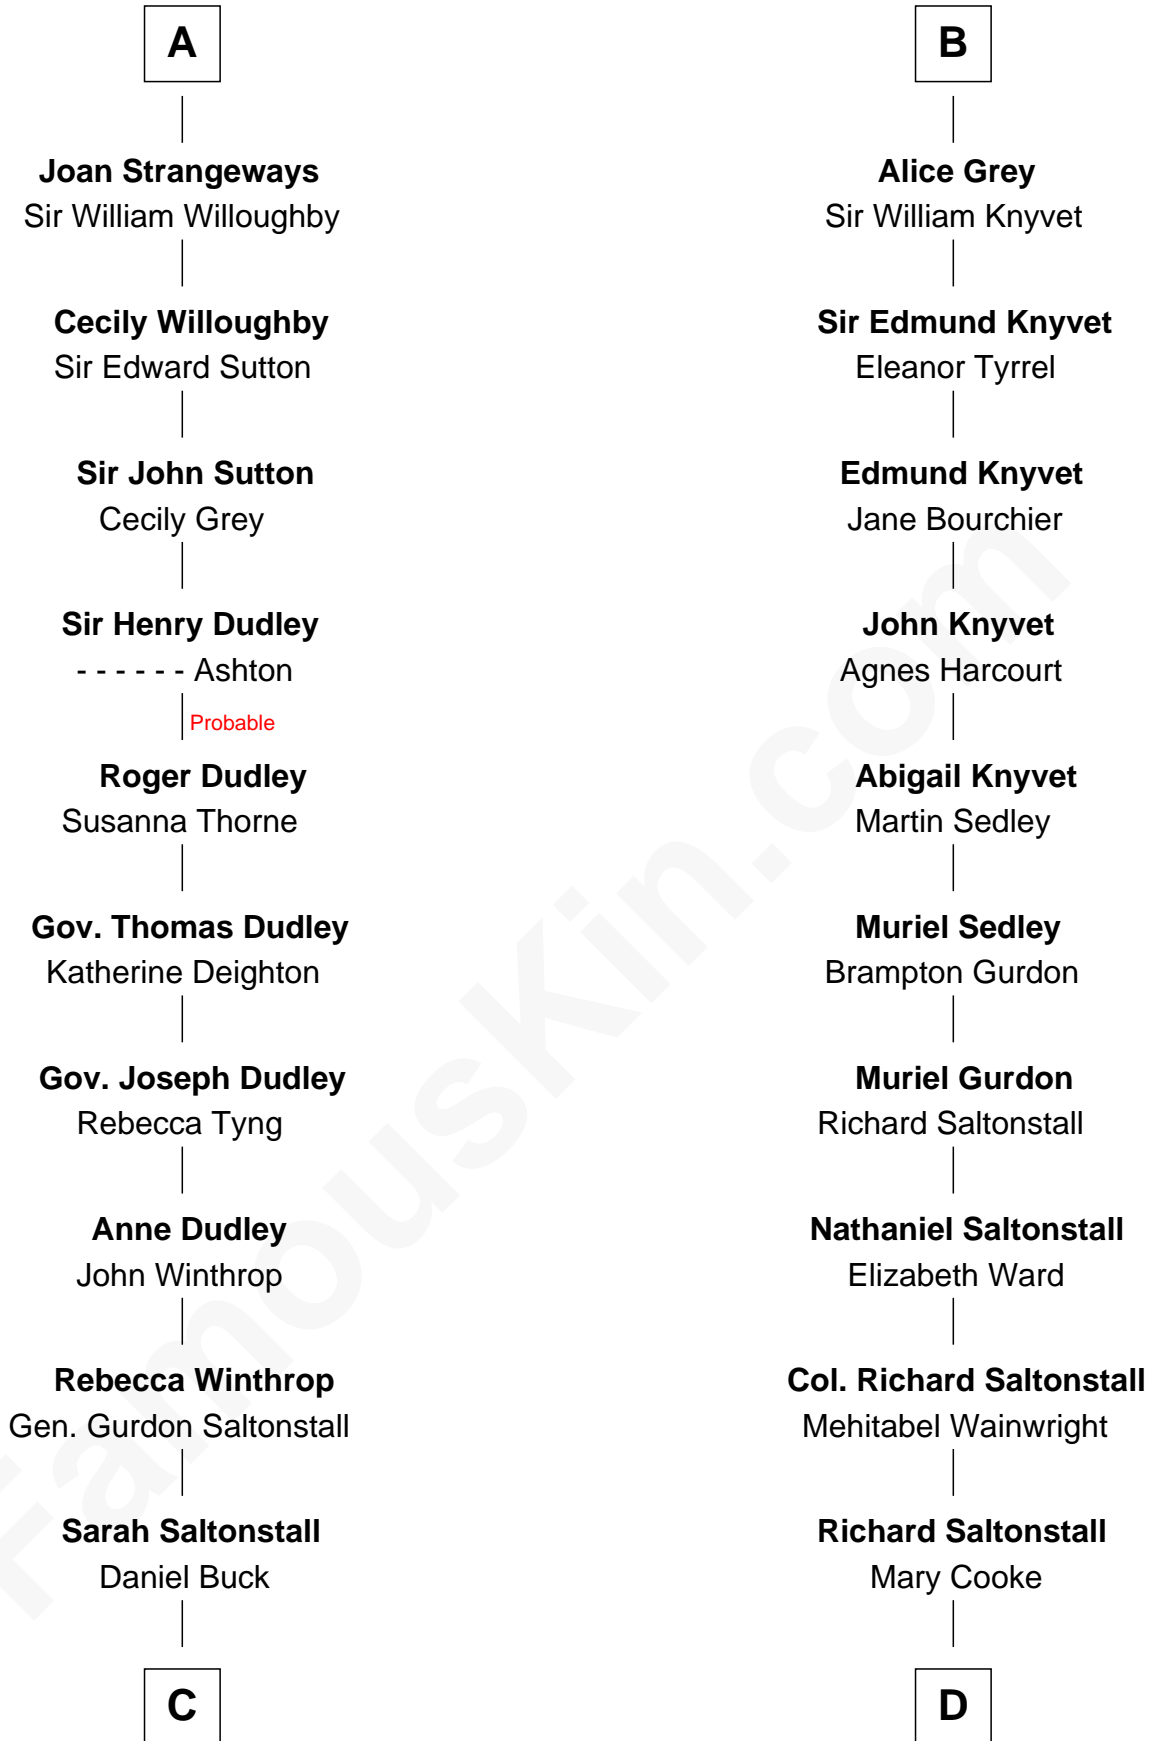 A
Joan Strangeways
Sir William Willoughby
Cecily Willoughby
Sir Edward Sutton
Sir John Sutton
Cecily Grey
Sir Henry Dudley
- - - - - - Ashton
Probable
Roger Dudley
Susanna Thorne
Gov. Thomas Dudley
Katherine Deighton
Gov. Joseph Dudley
Rebecca Tyng
Anne Dudley
John Winthrop
Rebecca Winthrop
Gen. Gurdon Saltonstall
Sarah Saltonstall
Daniel Buck
C
B
Alice Grey
Sir William Knyvet
Sir Edmund Knyvet
Eleanor Tyrrel
Edmund Knyvet
Jane Bourchier
John Knyvet
Agnes Harcourt
Abigail Knyvet
Martin Sedley
Muriel Sedley
Brampton Gurdon
Muriel Gurdon
Richard Saltonstall
Nathaniel Saltonstall
Elizabeth Ward
Col. Richard Saltonstall
Mehitabel Wainwright
Richard Saltonstall
Mary Cooke
D
FamousKin.com